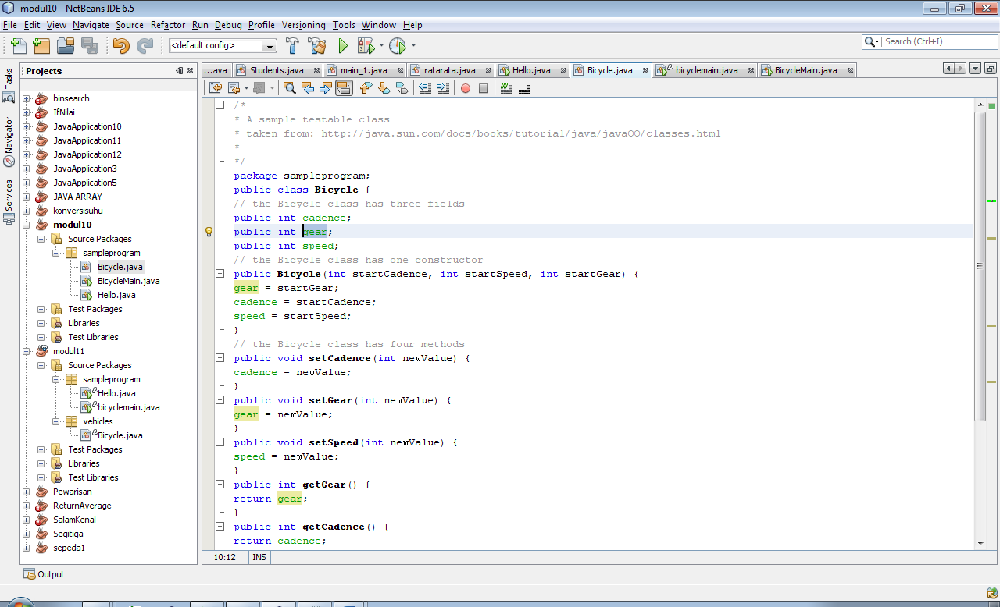 modul10 - NetBeans IDE 6.5
File Edit View Navigate Source Refactor Run Debug Profile Versioning Tools Window Help
<default config>
Search (Ctrl+I)
Tasks
Navigator
Services
Projects
binsearch
IfNilai
JavaApplication10
JavaApplication11
JavaApplication12
JavaApplication3
JavaApplication5
JAVA ARRAY
konversisuhu
modul10
Source Packages
sampleprogram
Bicycle.java
BicycleMain.java
Hello.java
Test Packages
Libraries
Test Libraries
modul11
Source Packages
sampleprogram
Hello.java
bicyclemain.java
vehicles
Bicycle.java
Test Packages
Libraries
Test Libraries
Pewarisan
ReturnAverage
SalamKenal
Segitiga
sepeda1
...ava Students.java main_1.java ratarata.java Hello.java Bicycle.java bicyclemain.java BicycleMain.java
/*
* A sample testable class
* taken from: http://java.sun.com/docs/books/tutorial/java/javaOO/classes.html
*
*/
package sampleprogram;
public class Bicycle {
// the Bicycle class has three fields
public int cadence;
public int gear;
public int speed;
// the Bicycle class has one constructor
public Bicycle(int startCadence, int startSpeed, int startGear) {
gear = startGear;
cadence = startCadence;
speed = startSpeed;
}
// the Bicycle class has four methods
public void setCadence(int newValue) {
cadence = newValue;
}
public void setGear(int newValue) {
gear = newValue;
}
public void setSpeed(int newValue) {
speed = newValue;
}
public int getGear() {
return gear;
}
public int getCadence() {
return cadence;
10:12 INS
Output